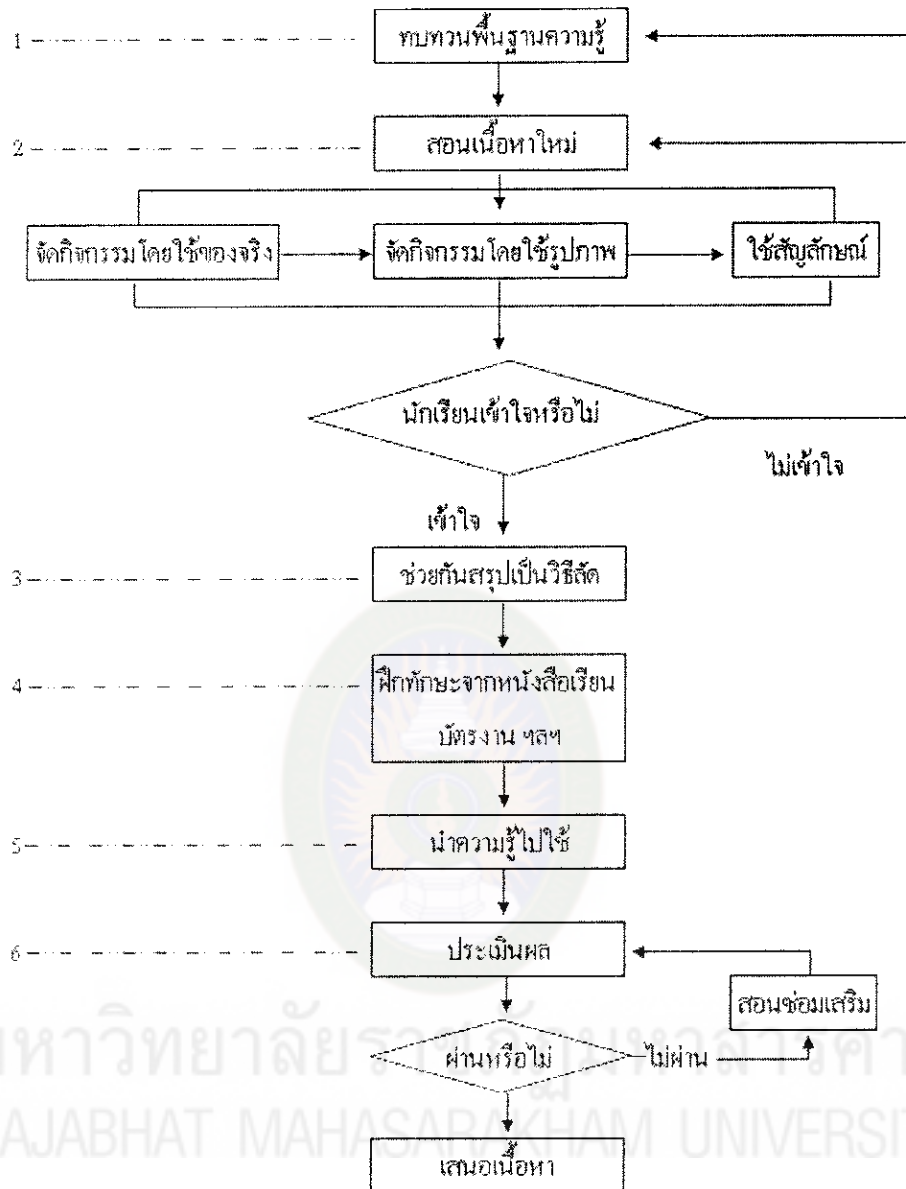 1 ทบทวนพื้นฐานความรู้
2 สอนเนื้อหาใหม่
จัดกิจกรรมโดยใช้ของจริง จัดกิจกรรมโดยใช้รูปภาพ ใช้สัญลักษณ์
นักเรียนเข้าใจหรือไม่
ไม่เข้าใจ
เข้าใจ
3 ช่วยกันสรุปเป็นวิธีลัด
4 ฝึกทักษะจากหนังสือเรียน
บัตรงาน ฯลฯ
5 นำความรู้ไปใช้
6 ประเมินผล
สอนซ่อมเสริม
ผ่านหรือไม่ ไม่ผ่าน
เสนอเนื้อหา
MAHASARAKHAM